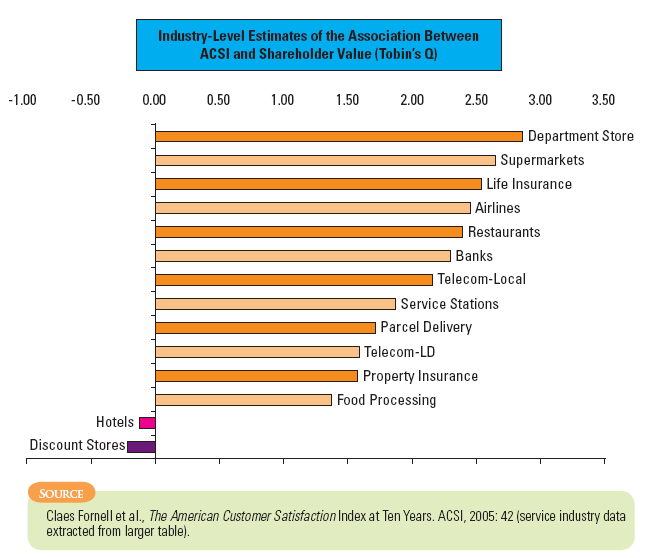 Industry-Level Estimates of the Association Between
ACSI and Shareholder Value (Tobin's Q)
-1.00 -0.50 0.00 0.50 1.00 1.50 2.00 2.50 3.00 3.50
Department Store
Supermarkets
Life Insurance
Airlines
Restaurants
Banks
Telecom-Local
Service Stations
Parcel Delivery
Telecom-LD
Property Insurance
Food Processing
Hotels
Discount Stores
SOURCE
Claes Fornell et al., The American Customer Satisfaction Index at Ten Years. ACSI, 2005: 42 (service industry data
extracted from larger table).